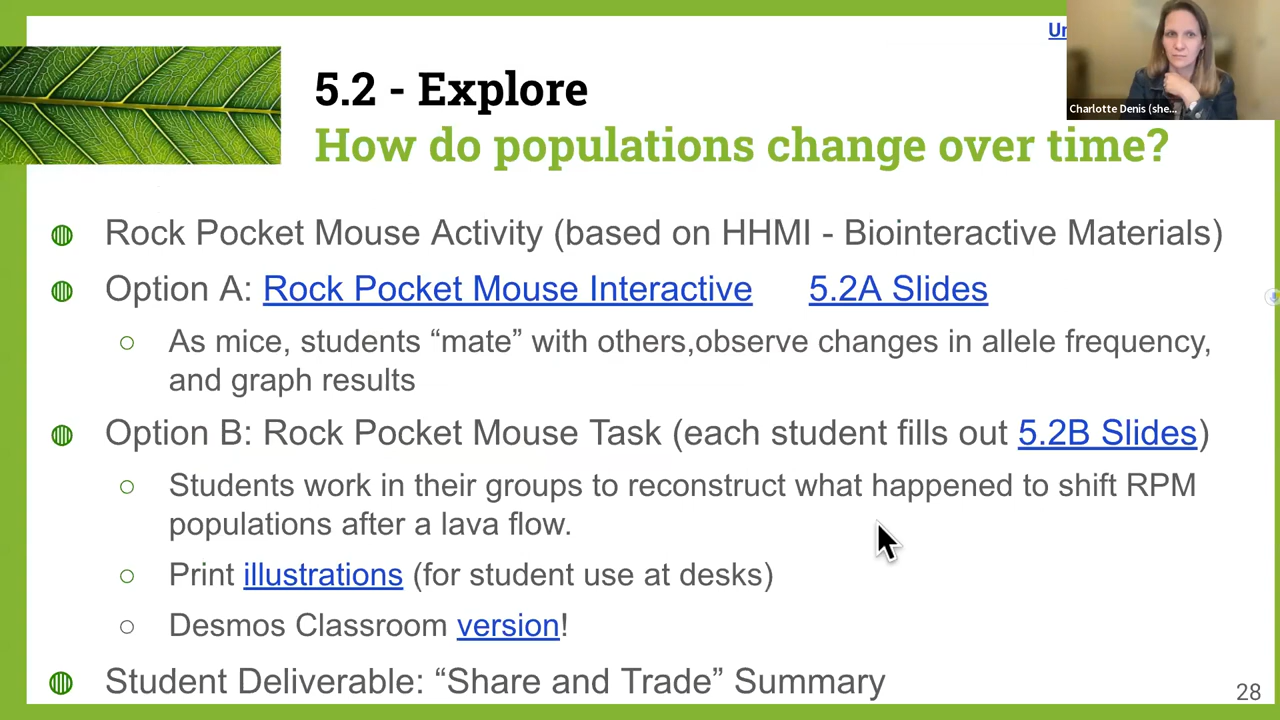 Ur
Charlotte Denis (she...
5.2 - Explore
How do populations change over time?
Rock Pocket Mouse Activity (based on HHMI - Biointeractive Materials)
Option A: Rock Pocket Mouse Interactive 5.2A Slides
As mice, students “mate” with others,observe changes in allele frequency,
and graph results
Option B: Rock Pocket Mouse Task (each student fills out 5.2B Slides)
Students work in their groups to reconstruct what happened to shift RPM
populations after a lava flow.
Print illustrations (for student use at desks)
Desmos Classroom version!
Student Deliverable: “Share and Trade” Summary
28